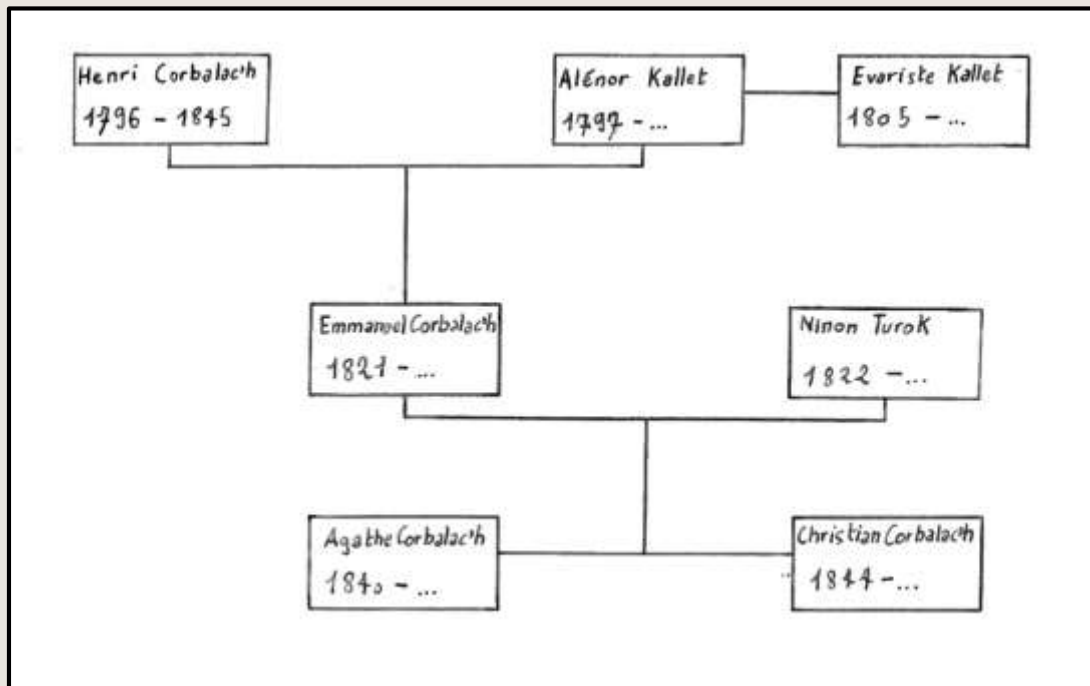 Henri Corbalac'h
1796 - 1845
Aliénor Kallet
1797 - ...
Evariste Kallet
1805 - ...
Emmanuel Corbalac'h
1821 - ...
Ninon Turok
1822 - ...
Agathe Corbalac'h
1840 - ...
Christian Corbalac'h
1844 - ...